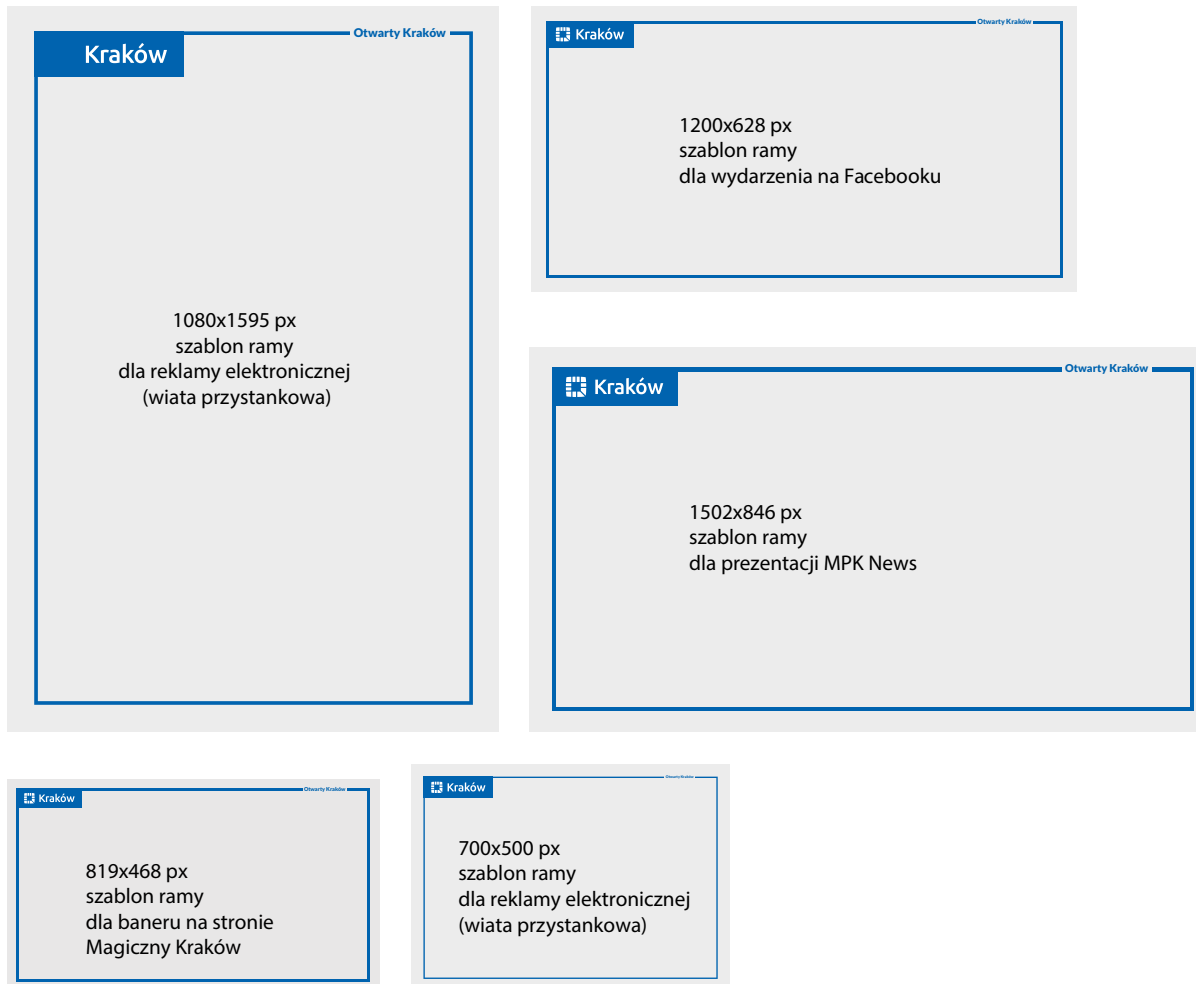 Otwarty Kraków
Kraków
1080x1595 px
szablon ramy
dla reklamy elektronicznej
(wiata przystankowa)
Otwarty Kraków
Kraków
1200x628 px
szablon ramy
dla wydarzenia na Facebooku
Otwarty Kraków
Kraków
1502x846 px
szablon ramy
dla prezentacji MPK News
Otwarty Kraków
Kraków
819x468 px
szablon ramy
dla baneru na stronie
Magiczny Kraków
Otwarty Kraków
Kraków
700x500 px
szablon ramy
dla reklamy elektronicznej
(wiata przystankowa)